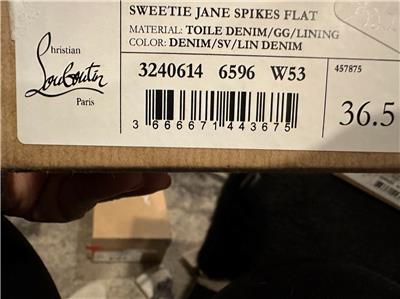 SWEETIE JANE SPIKES FLAT
MATERIAL: TOILE DENIM/GG/LINING
COLOR: DENIM/SV/LIN DENIM
Christian
Louboutin
Paris
3240614 6596 W53
457875
3 666671 443675
36.5